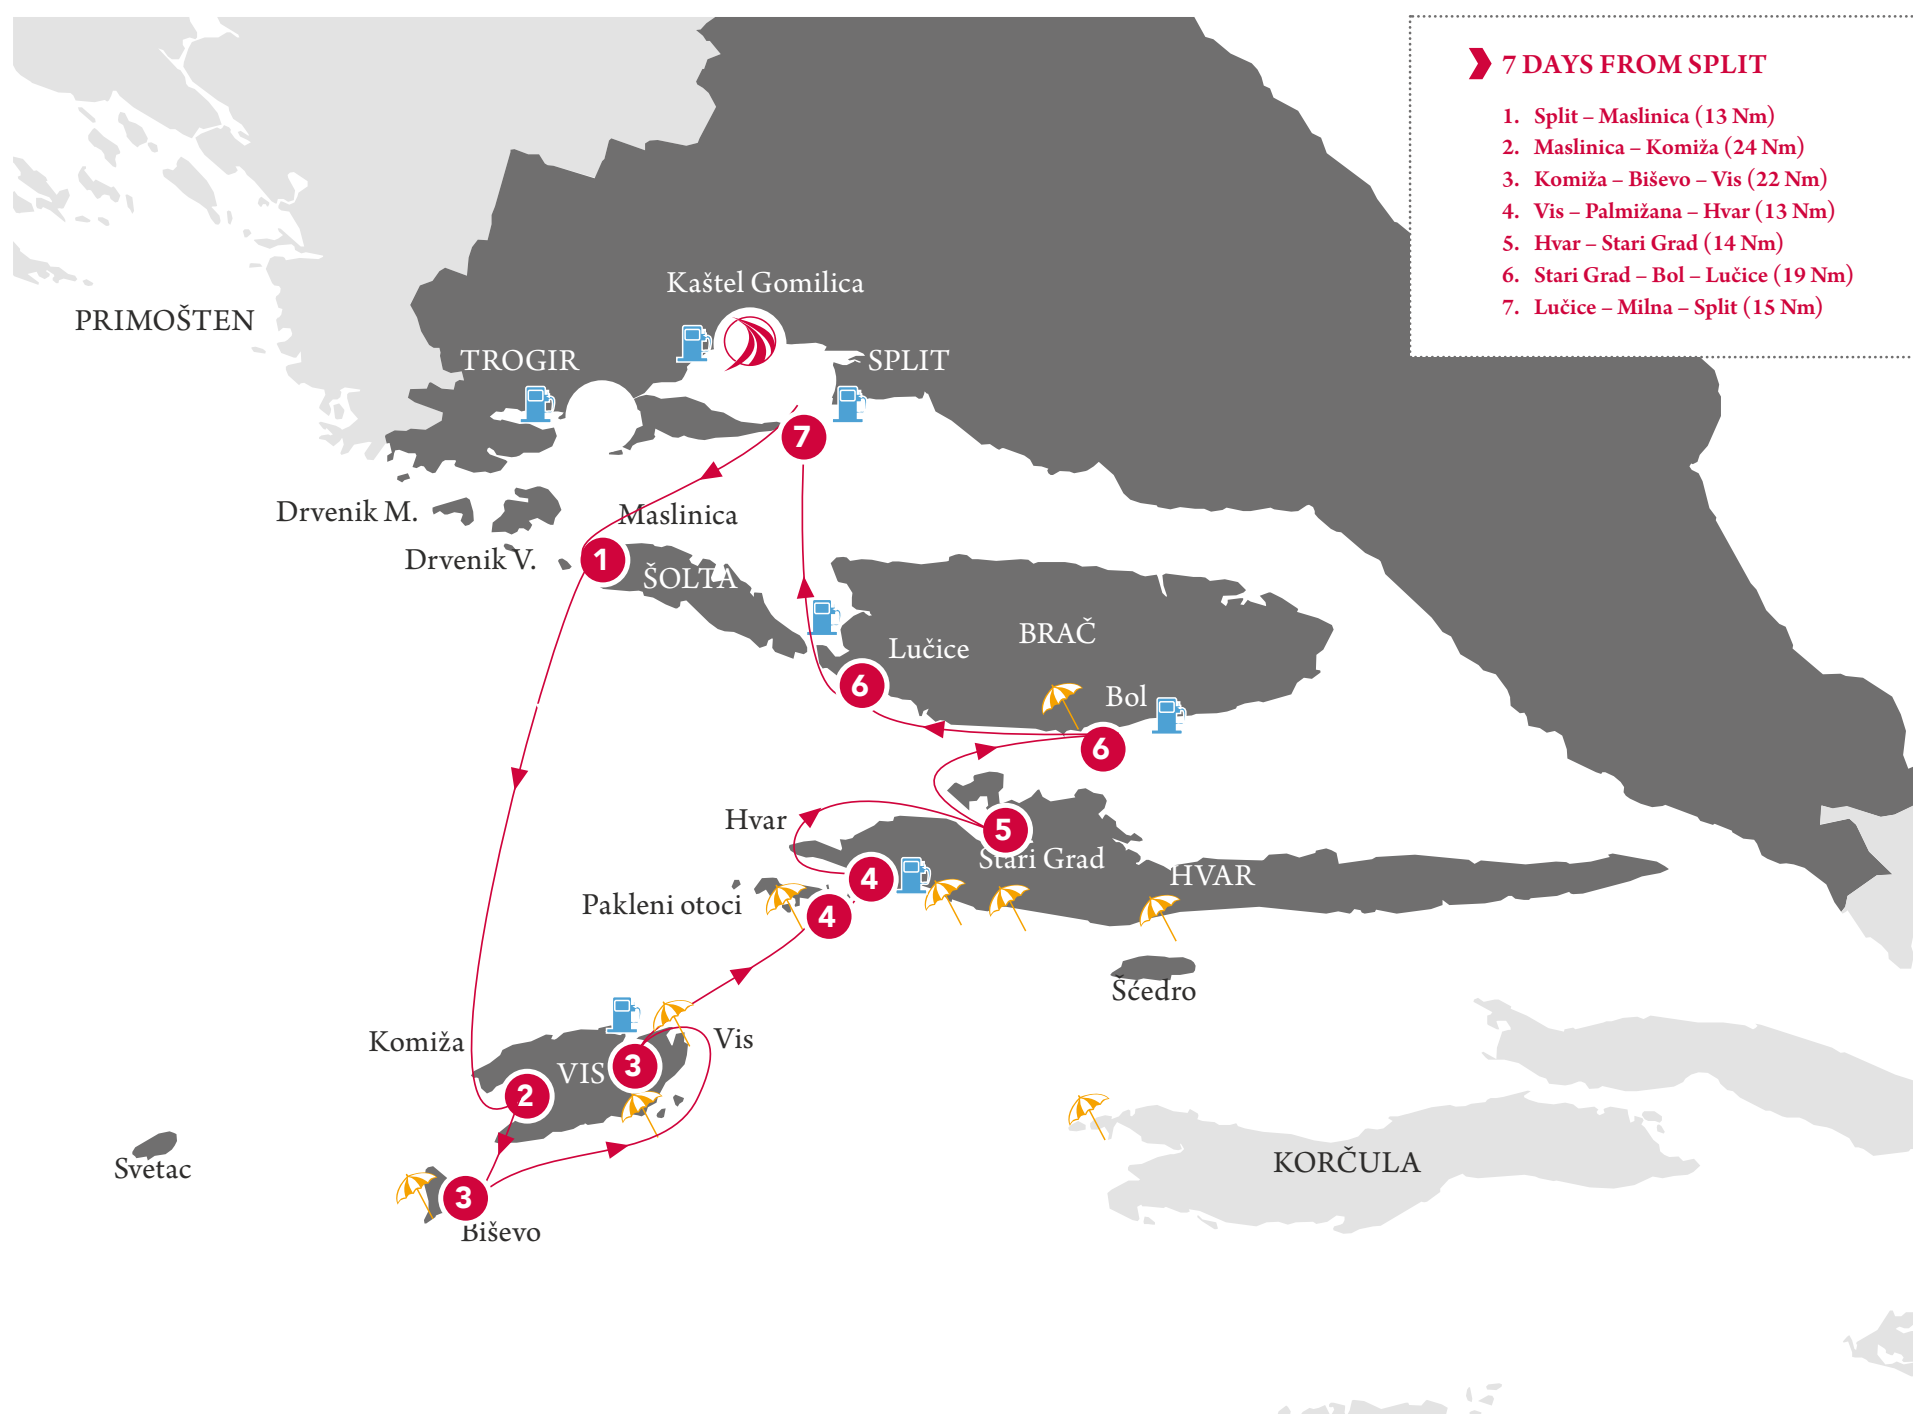 7 DAYS FROM SPLIT
1. Split – Maslinica (13 Nm)
2. Maslinica – Komiža (24 Nm)
3. Komiža – Biševo – Vis (22 Nm)
4. Vis – Palmižana – Hvar (13 Nm)
5. Hvar – Stari Grad (14 Nm)
6. Stari Grad – Bol – Lučice (19 Nm)
7. Lučice – Milna – Split (15 Nm)
Kaštel Gomilica
PRIMOŠTEN
TROGIR
SPLIT
7
Drvenik M.
Maslinica
Drvenik V.
1
ŠOLTA
BRAČ
Lučice
6
Bol
6
Hvar
5
Stari Grad
HVAR
4
Pakleni otoci
4
Šćedro
Komiža
Vis
VIS
3
2
Svetac
KORČULA
3
Biševo